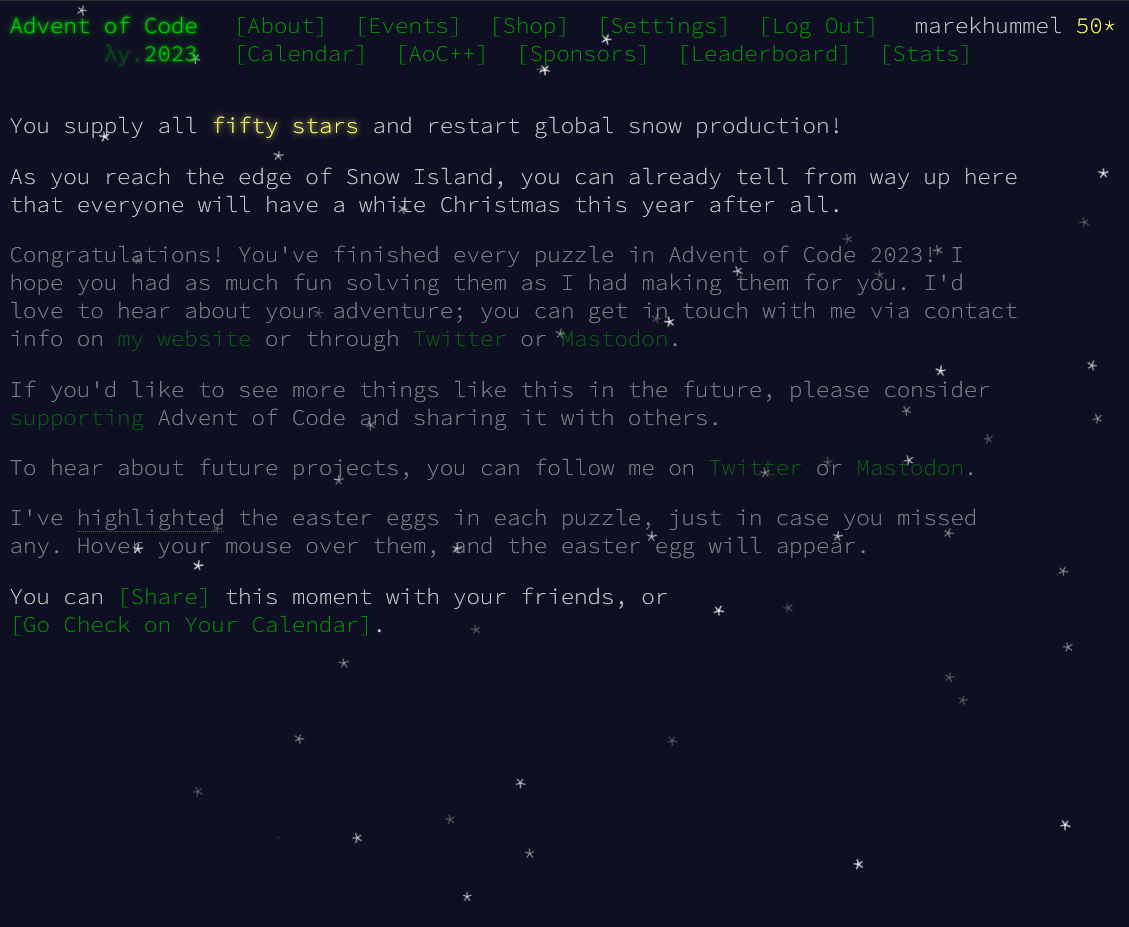 Advent of Code [About] [Events] [Shop] [Settings] [Log Out] marekhummel 50*
λy.2023 [Calendar] [AoC++] [Sponsors] [Leaderboard] [Stats]
You supply all fifty stars and restart global snow production!
As you reach the edge of Snow Island, you can already tell from way up here
that everyone will have a white Christmas this year after all.
Congratulations! You've finished every puzzle in Advent of Code 2023! I
hope you had as much fun solving them as I had making them for you. I'd
love to hear about your adventure; you can get in touch with me via contact
info on my website or through Twitter or Mastodon.
If you'd like to see more things like this in the future, please consider
supporting Advent of Code and sharing it with others.
To hear about future projects, you can follow me on Twitter or Mastodon.
I've highlighted the easter eggs in each puzzle, just in case you missed
any. Hover your mouse over them, and the easter egg will appear.
You can [Share] this moment with your friends, or
[Go Check on Your Calendar].